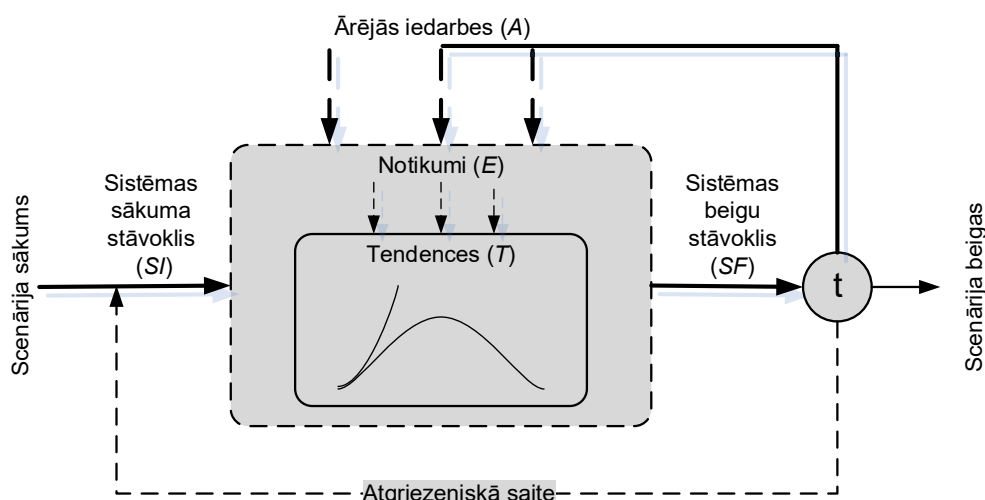 Ārējās iedarbes (A)
Notikumi (E)
Sistēmas
sākuma
stāvoklis
(SI)
Sistēmas
beigu
stāvoklis
(SF)
Scenārija sākums
Tendences (T)
t
Scenārija beigas
Atgriezeniskā saite